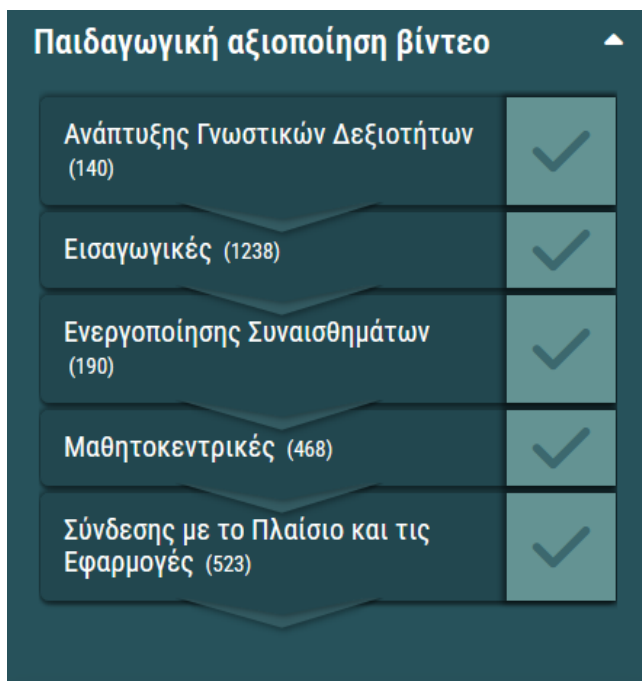 Παιδαγωγική αξιοποίηση βίντεο
Ανάπτυξης Γνωστικών Δεξιοτήτων
(140)
Εισαγωγικές (1238)
Ενεργοποίησης Συναισθημάτων
(190)
Μαθητοκεντρικές (468)
Σύνδεσης με το Πλαίσιο και τις
Εφαρμογές (523)